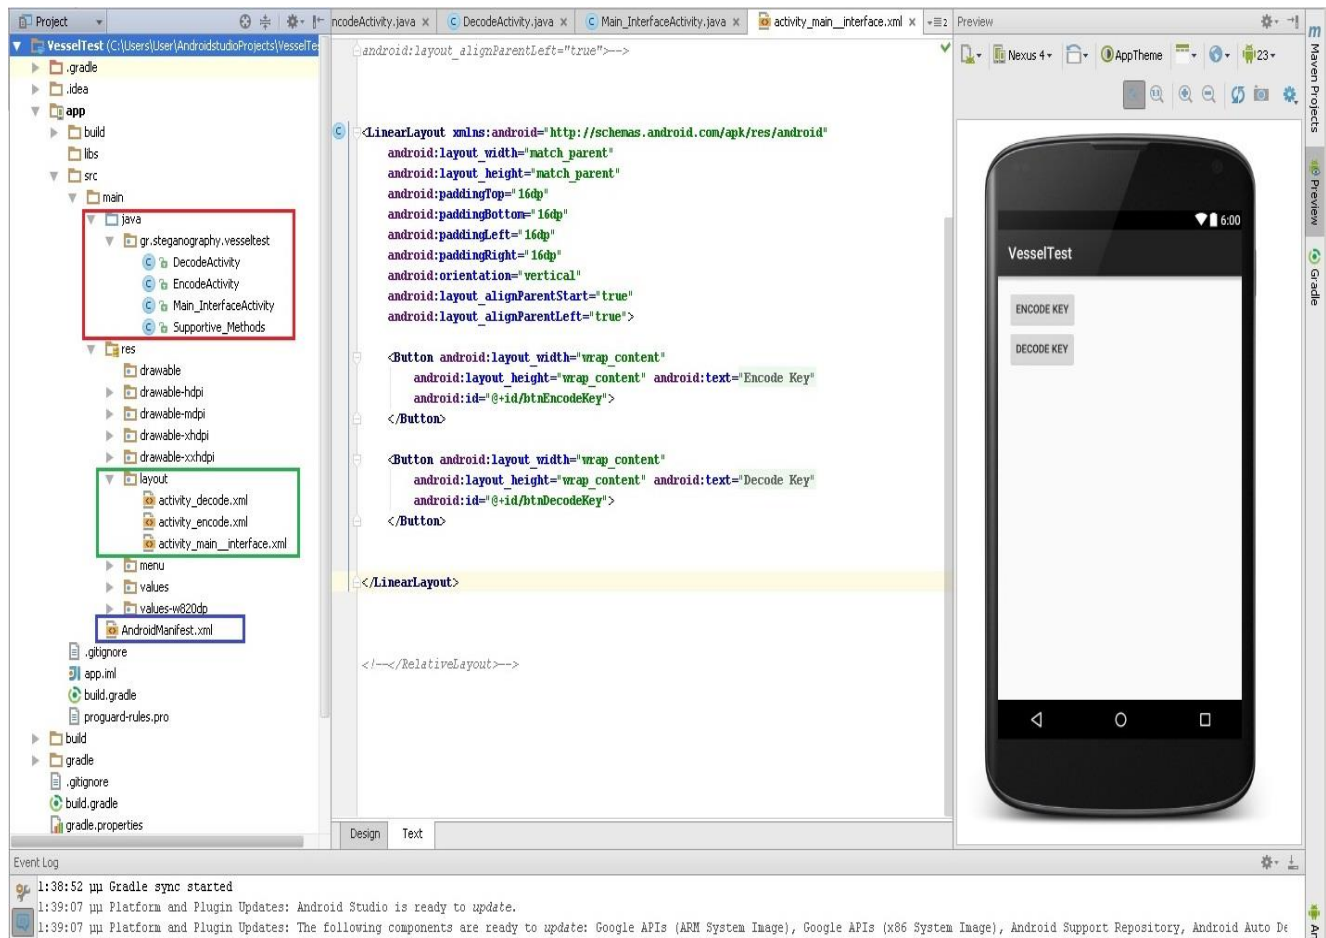 Project
ncodeActivity.java
DecodeActivity.java
Main_InterfaceActivity.java
activity_main__interface.xml
2
Preview
VesselTest (C:\Users\User\AndroidstudioProjects\VesselTe
.gradle
.idea
app
build
libs
src
main
java
gr.steganography.vesseltest
DecodeActivity
EncodeActivity
Main_InterfaceActivity
Supportive_Methods
res
drawable
drawable-hdpi
drawable-mdpi
drawable-xhdpi
drawable-xxhdpi
layout
activity_decode.xml
activity_encode.xml
activity_main__interface.xml
menu
values
values-w820dp
AndroidManifest.xml
.gitignore
app.iml
build.gradle
proguard-rules.pro
build
gradle
.gitignore
build.gradle
gradle.properties
android:layout_alignParentLeft="true">-->
<LinearLayout xmlns:android="http://schemas.android.com/apk/res/android"
android:layout_width="match_parent"
android:layout_height="match_parent"
android:paddingTop="16dp"
android:paddingBottom="16dp"
android:paddingLeft="16dp"
android:paddingRight="16dp"
android:orientation="vertical"
android:layout_alignParentStart="true"
android:layout_alignParentLeft="true">
<Button android:layout_width="wrap_content"
android:layout_height="wrap_content" android:text="Encode Key"
android:id="@+id/btnEncodeKey">
</Button>
<Button android:layout_width="wrap_content"
android:layout_height="wrap_content" android:text="Decode Key"
android:id="@+id/btnDecodeKey">
</Button>
</LinearLayout>
<!--</RelativeLayout>-->
Design Text
Nexus 4 AppTheme 23
1:1
6:00
VesselTest
ENCODE KEY
DECODE KEY
Maven Projects
Preview
Gradle
Event Log
1:38:52 μμ Gradle sync started
1:39:07 μμ Platform and Plugin Updates: Android Studio is ready to update.
1:39:07 μμ Platform and Plugin Updates: The following components are ready to update: Google APIs (ARM System Image), Google APIs (x86 System Image), Android Support Repository, Android Auto De
An